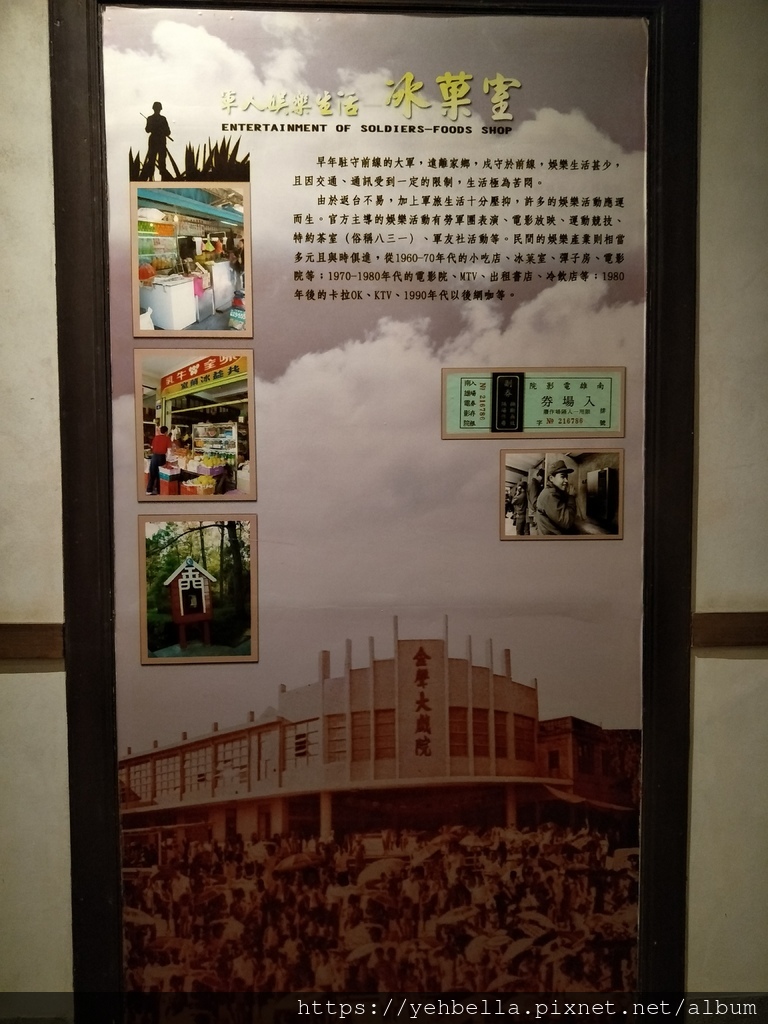 軍人娛樂生活 冰菓室
ENTERTAINMENT OF SOLDIERS-FOODS SHOP
早年駐守前線的大軍，遠離家鄉，戍守於前線，娛樂生活甚少，
且因交通、通訊受到一定的限制，生活極為苦悶。
由於返台不易，加上軍旅生活十分壓抑，許多的娛樂活動應運
而生。官方主導的娛樂活動有勞軍團表演、電影放映、運動競技、
特約茶室（俗稱八三一）、軍友社活動等。民間的娛樂產業則相當
多元且與時俱進，從1960-70年代的小吃店、冰菓室、彈子房、電影
院等；1970-1980年代的電影院、MTV、出租書店、冷飲店等；1980
年後的卡拉OK、KTV、1990年代以後網咖等。
南雄電影院
入場券
字 № 216786 號
№ 216786
副券
金聲大戲院
https://yehbella.pixnet.net/album